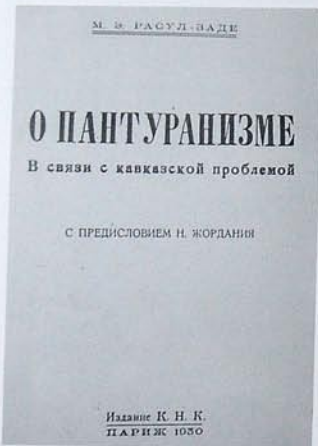 М. Э. РАСУЛ-ЗАДЕ
О ПАНТУРАНИЗМЕ
В связи с кавказской проблемой
С ПРЕДИСЛОВИЕМ Н. ЖОРДАНИЯ
Издание К. Н. К.
ПАРИЖ 1930